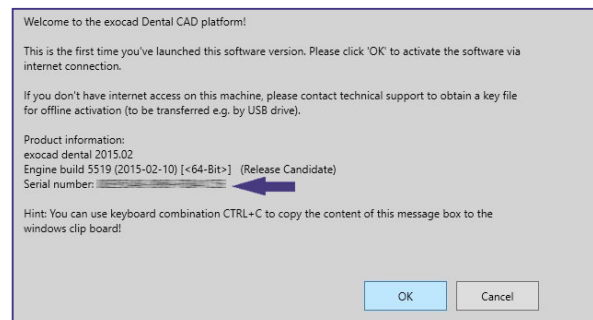 Welcome to the exocad Dental CAD platform!
This is the first time you've launched this software version. Please click 'OK' to activate the software via
internet connection.
If you don't have internet access on this machine, please contact technical support to obtain a key file
for offline activation (to be transferred e.g. by USB drive).
Product information:
exocad dental 2015.02
Engine build 5519 (2015-02-10) [<64-Bit>]   (Release Candidate)
Serial number:
Hint: You can use keyboard combination CTRL+C to copy the content of this message box to the
windows clip board!
OK Cancel